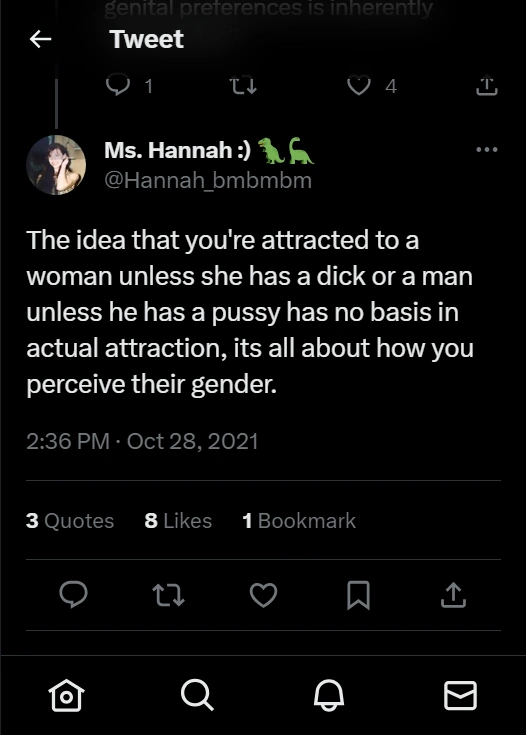 genital preferences is inherently
Tweet
1
4
Ms. Hannah :) 🦖🦕
@Hannah_bmbmbm
The idea that you're attracted to a
woman unless she has a dick or a man
unless he has a pussy has no basis in
actual attraction, its all about how you
perceive their gender.
2:36 PM · Oct 28, 2021
3 Quotes 8 Likes 1 Bookmark